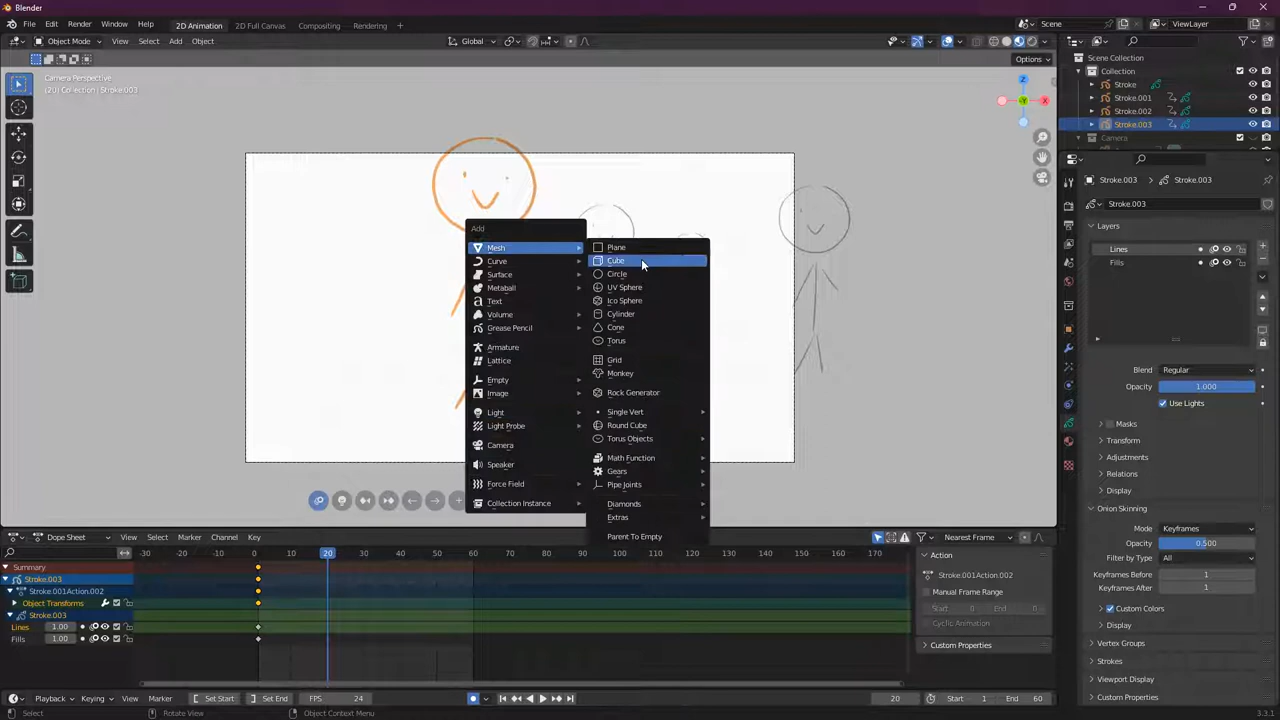 Blender
File Edit Render Window Help 2D Animation 2D Full Canvas Compositing Rendering + Scene ViewLayer
Object Mode View Select Add Object Global
Options
Camera Perspective
Z
Y
X
Scene Collection
Collection
Stroke
Stroke.001
Stroke.002
Stroke.003
Camera
Stroke.003 Stroke.003
Stroke.003
Layers
Lines
Fills
Blend Regular
Opacity 1.000
Use Lights
Masks
Transform
Adjustments
Relations
Display
Onion Skinning
Mode Keyframes
Opacity 0.500
Filter by Type All
Keyframes Before 1
Keyframes After 1
Custom Colors
Display
Vertex Groups
Strokes
Viewport Display
Custom Properties
Add
Mesh
Curve
Surface
Metaball
Text
Volume
Grease Pencil
Armature
Lattice
Empty
Image
Light
Light Probe
Camera
Speaker
Force Field
Collection Instance
Plane
Cube
Circle
UV Sphere
Ico Sphere
Cylinder
Cone
Torus
Grid
Monkey
Rock Generator
Single Vert
Round Cube
Torus Objects
Math Function
Gears
Pipe Joints
Diamonds
Extras
Parent To Empty
Dope Sheet View Select Marker Channel Key Nearest Frame
-30 -20 -10 0 10 20 30 40 50 60 70 80 90 100 110 120 130 140 150 160 170
Summary
Stroke.003
Stroke.001Action.002
Object Transforms
Stroke.003
Lines 1.00
Fills 1.00
Action
Stroke.001Action.002
Manual Frame Range
Start 0 End 0
Cyclic Animation
Custom Properties
Playback Keying View Marker Set Start Set End FPS 24 20 Start 1 End 60
Select Rotate View Object Context Menu 3.3.1